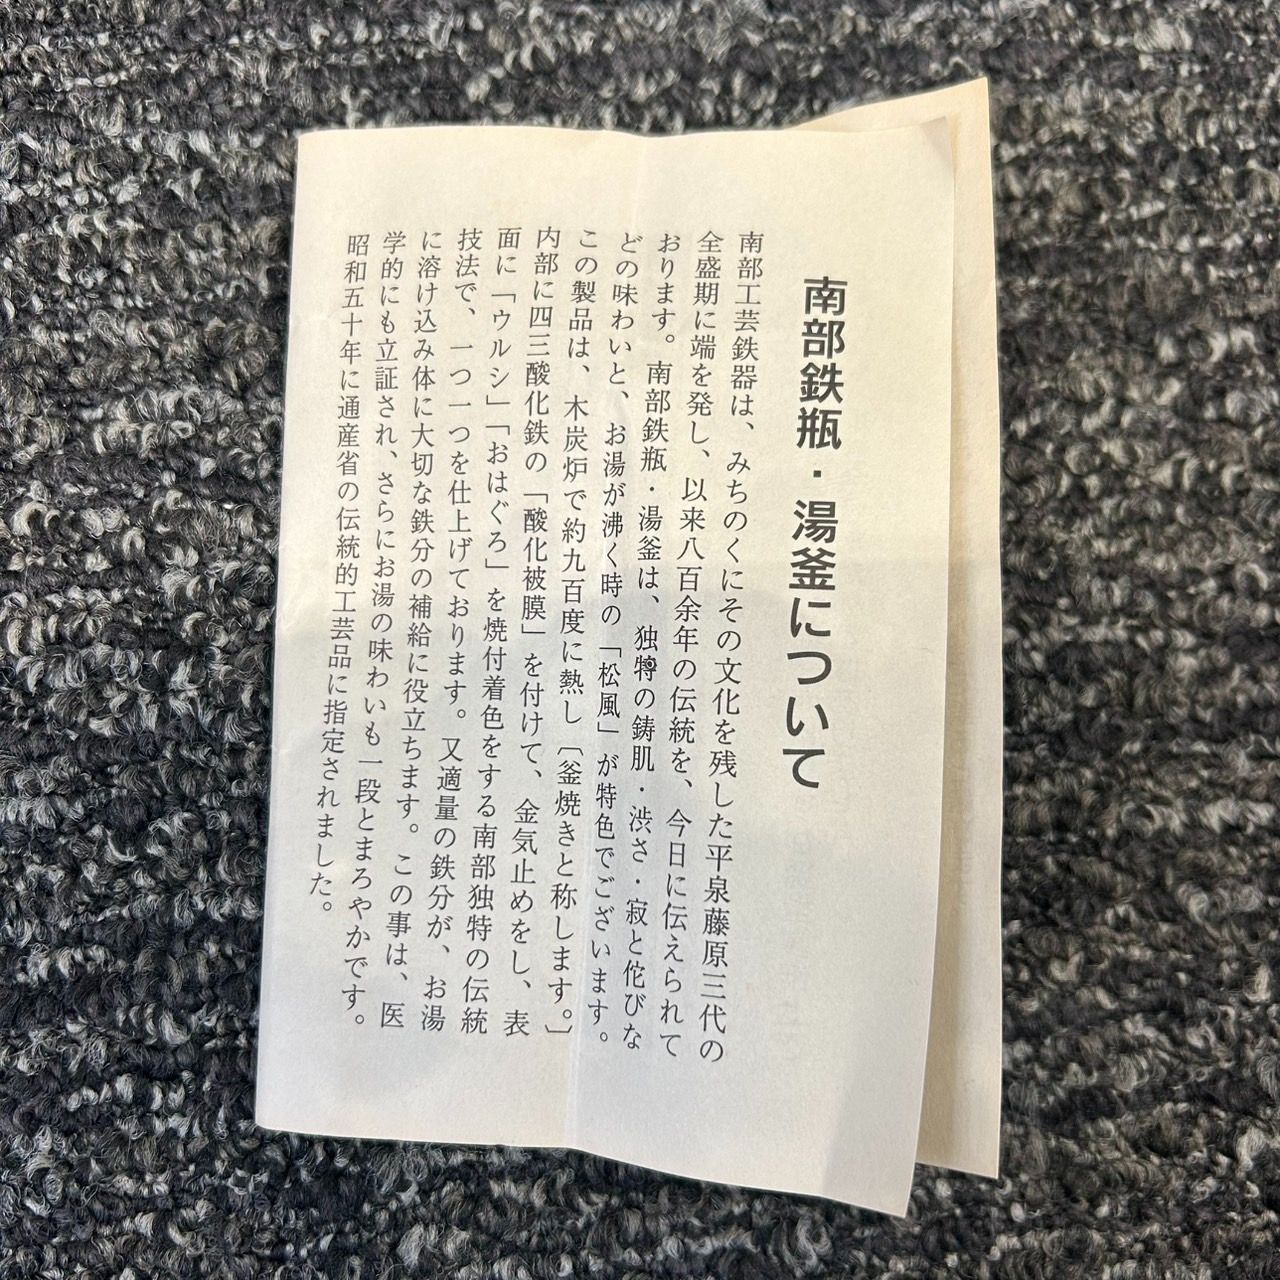 南部鉄瓶・湯釜について
南部工芸鉄器は、みちのくにその文化を残した平泉藤原三代の
全盛期に端を発し、以来八百余年の伝統を、今日に伝えられて
おります。南部鉄瓶・湯釜は、独特の鋳肌・渋さ・寂と侘びな
どの味わいと、お湯が沸く時の「松風」が特色でございます。
この製品は、木炭炉で約九百度に熱し〔釜焼きと称します。〕
内部に四三酸化鉄の「酸化被膜」を付けて、金気止めをし、表
面に「ウルシ」「おはぐろ」を焼付着色をする南部独特の伝統
技法で、一つ一つを仕上げております。又適量の鉄分が、お湯
に溶け込み体に大切な鉄分の補給に役立ちます。この事は、医
学的にも立証され、さらにお湯の味わいも一段とまろやかです。
昭和五十年に通産省の伝統的工芸品に指定されました。